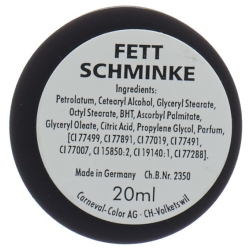 FETT
SCHMINKE
Ingredients:
Petrolatum, Cetearyl Alcohol, Glyceryl Stearate,
Octyl Stearate, BHT, Ascorbyl Palmitate,
Glyceryl Oleate, Citric Acid, Propylene Glycol, Parfum,
[CI 77499, CI 77891, CI 77019, CI 77491,
CI 77007, CI 15850:2, CI 19140:1, CI 77288].
Made in Germany Ch.B.Nr. 2350
20ml
Carneval-Color AG · CH-Volketswil